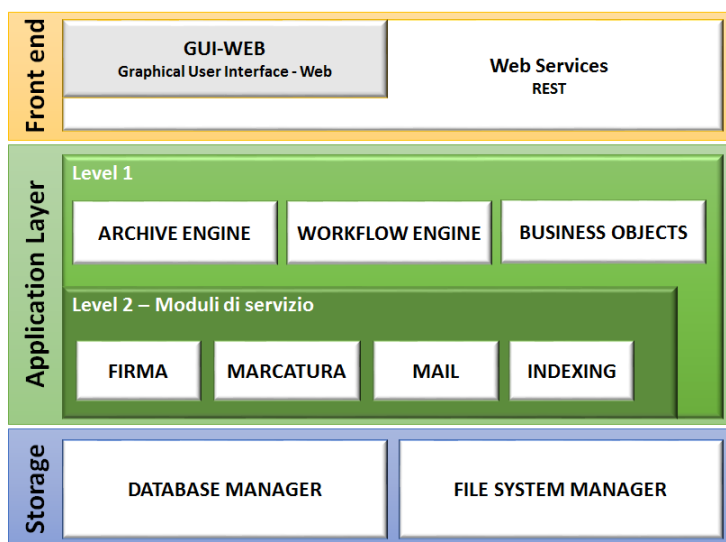 Front end
GUI-WEB
Graphical User Interface - Web
Web Services
REST
Application Layer
Level 1
ARCHIVE ENGINE
WORKFLOW ENGINE
BUSINESS OBJECTS
Level 2 – Moduli di servizio
FIRMA
MARCATURA
MAIL
INDEXING
Storage
DATABASE MANAGER
FILE SYSTEM MANAGER